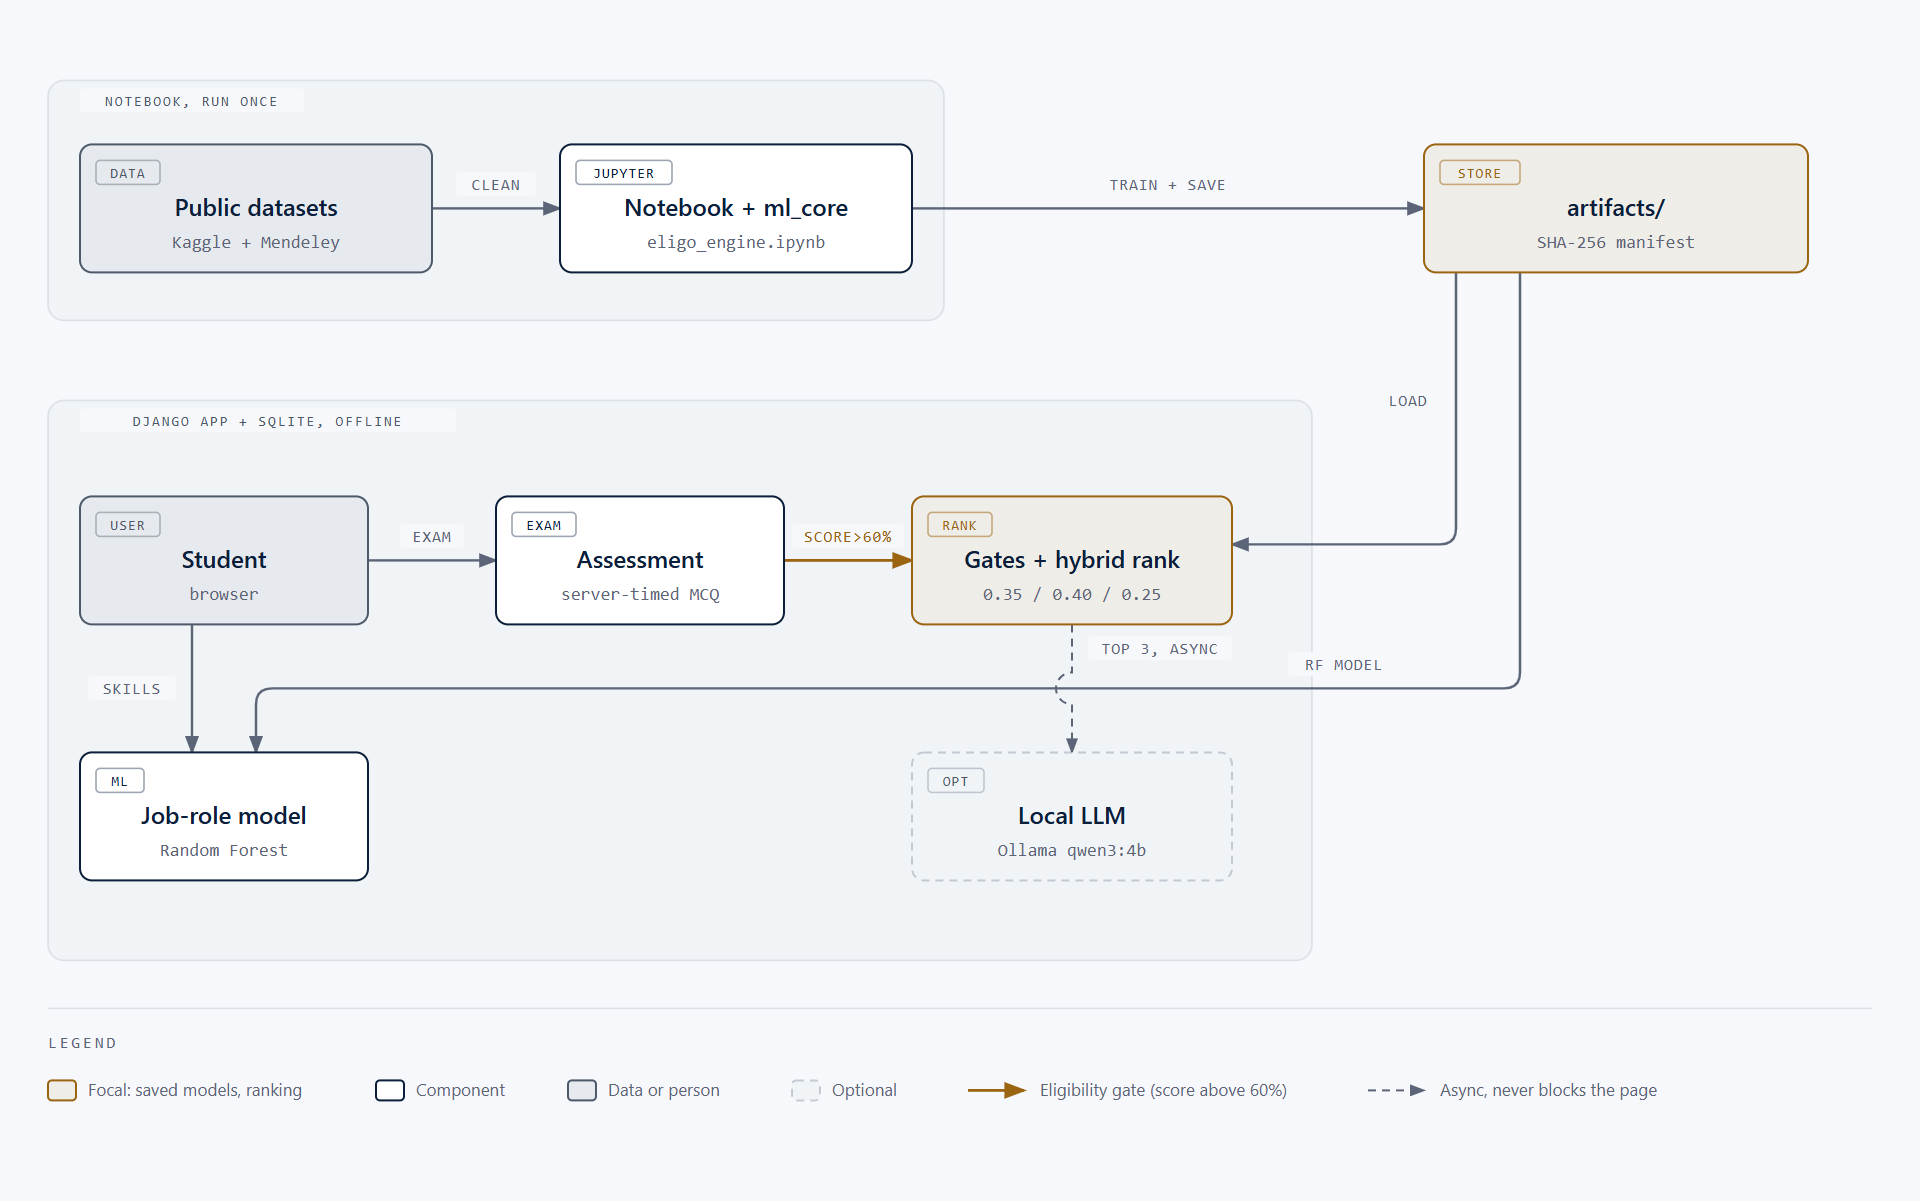 NOTEBOOK, RUN ONCE
DATA
Public datasets
Kaggle + Mendeley
CLEAN
JUPYTER
Notebook + ml_core
eligo_engine.ipynb
TRAIN + SAVE
STORE
artifacts/
SHA-256 manifest
LOAD
DJANGO APP + SQLITE, OFFLINE
USER
Student
browser
EXAM
EXAM
Assessment
server-timed MCQ
SCORE>60%
RANK
Gates + hybrid rank
0.35 / 0.40 / 0.25
TOP 3, ASYNC
RF MODEL
SKILLS
ML
Job-role model
Random Forest
OPT
Local LLM
Ollama qwen3:4b
LEGEND
Focal: saved models, ranking
Component
Data or person
Optional
Eligibility gate (score above 60%)
Async, never blocks the page